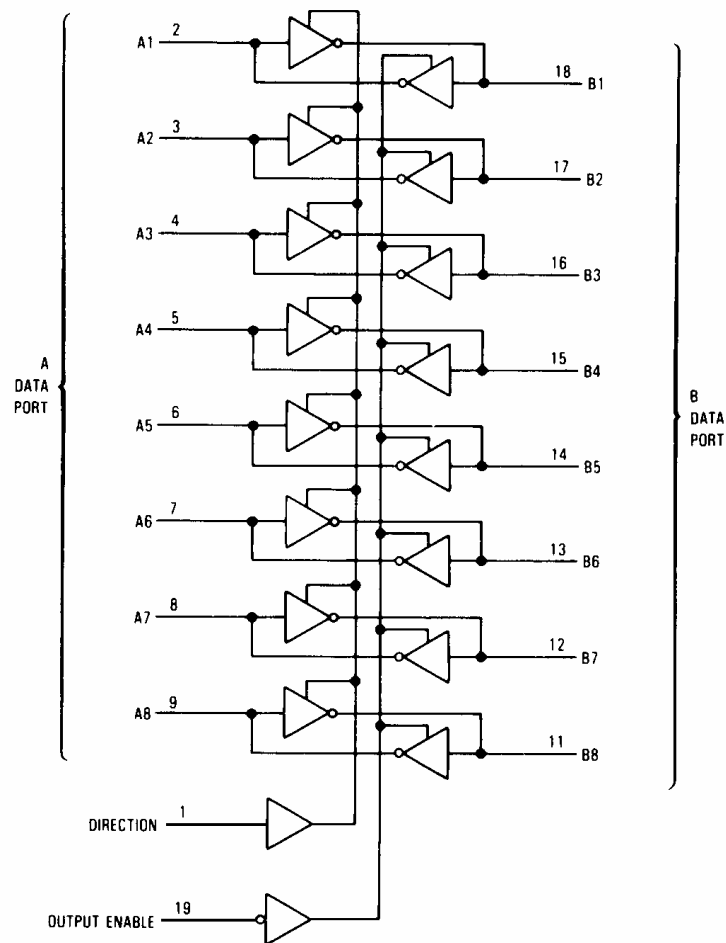 A1 2
18 B1
A2 3
17 B2
A3 4
16 B3
A4 5
15 B4
A
DATA
PORT
B
DATA
PORT
A5 6
14 B5
A6 7
13 B6
A7 8
12 B7
A8 9
11 B8
DIRECTION 1
OUTPUT ENABLE 19